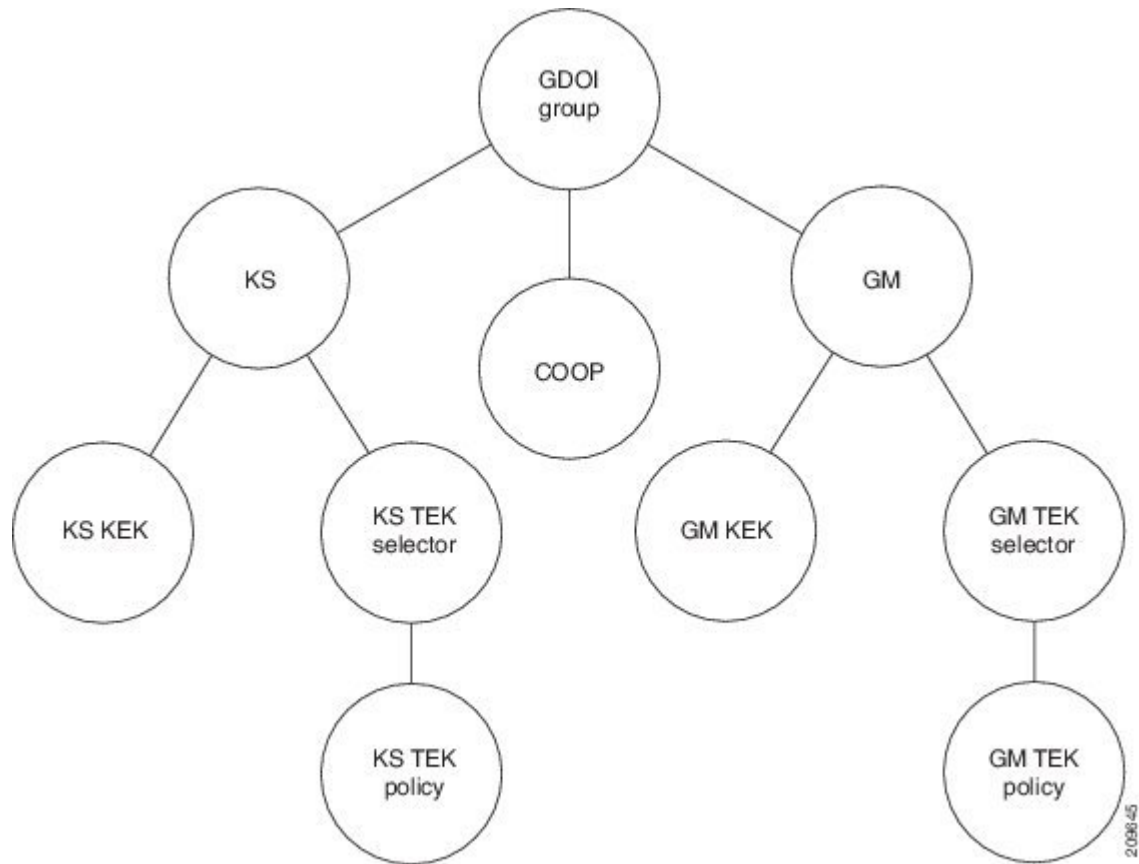 GDOI
group
KS
GM
COOP
KS KEK
KS TEK
selector
GM KEK
GM TEK
selector
KS TEK
policy
GM TEK
policy
209645